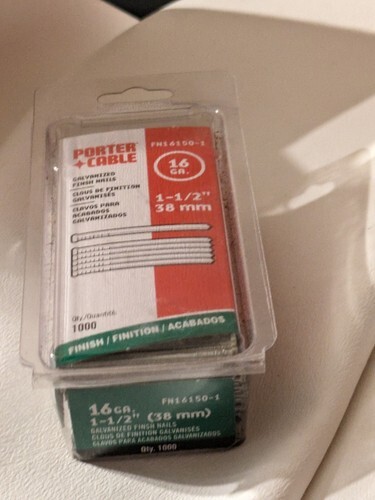 PORTER
CABLE
FN16150-1
16
GA.
GALVANIZED
FINSH NAILS
CLOUS DE FINITION
GALVANISÉS
CLAVOS PARA
ACABADOS
GALVANIZADOS
1-1/2"
38 mm
Qty/Quantité
1000
FINISH / FINITION / ACABADOS
16GA.
FN16150-1
1-1/2" (38 mm)
GALVANIZED FINSH NAILS
CLOUS DE FINITION GALVANISÉS
CLAVOS PARA ACABADOS GALVANIZADOS
Qty. 1000